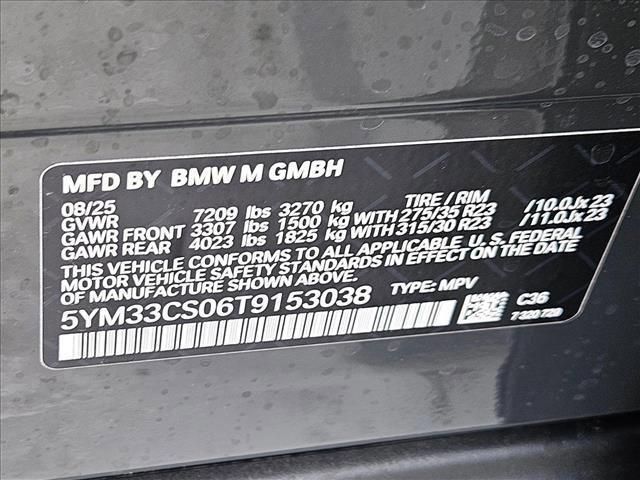 MFD BY BMW M GMBH
08/25
GVWR 7209 lbs 3270 kg TIRE / RIM
GAWR FRONT 3307 lbs 1500 kg WITH 275/35 R23 /10.0Jx23
GAWR REAR 4023 lbs 1825 kg WITH 315/30 R23 /11.0Jx23
THIS VEHICLE CONFORMS TO ALL APPLICABLE U. S. FEDERAL
MOTOR VEHICLE SAFETY STANDARDS IN EFFECT ON THE DATE
OF MANUFACTURE SHOWN ABOVE.
5YM33CS06T9153038 TYPE: MPV
C36
7320720